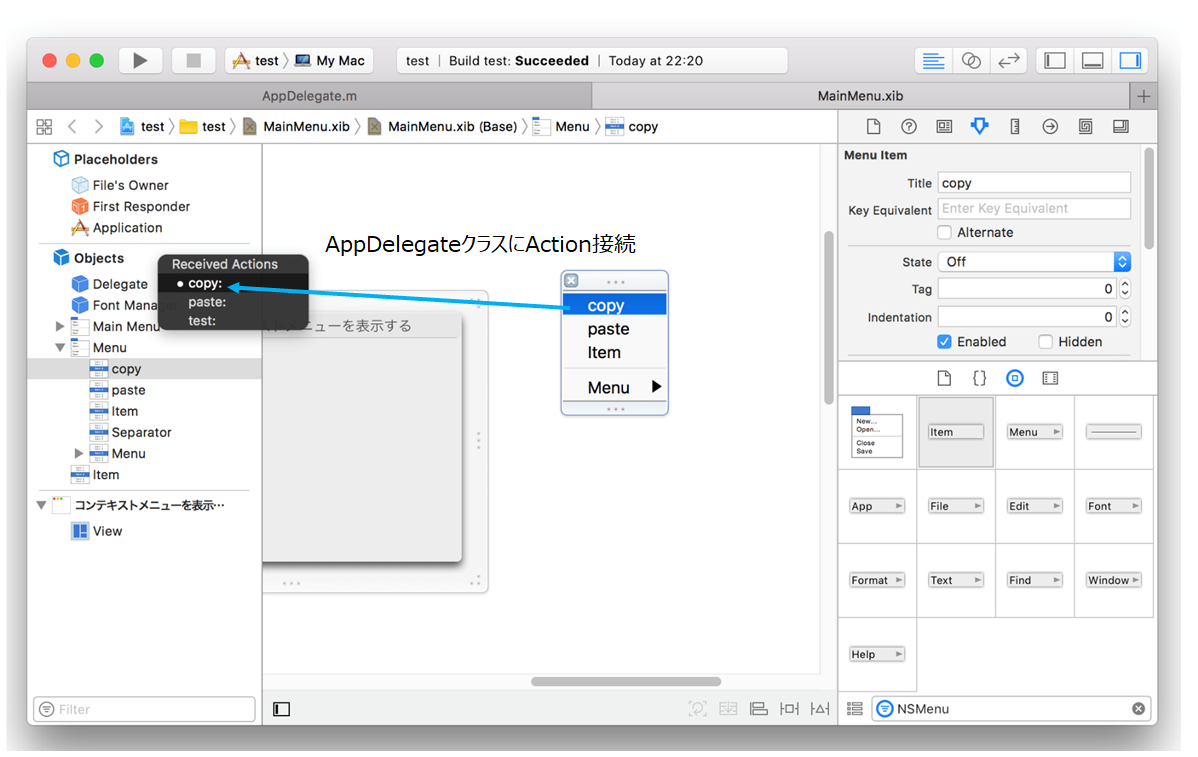 test My Mac
test Build test: Succeeded Today at 22:20
AppDelegate.m
MainMenu.xib
test test MainMenu.xib MainMenu.xib (Base) Menu copy
Placeholders
File's Owner
First Responder
Application
Objects
Delegate
Font Manag
Main Menu
Menu
copy
paste
Item
Separator
Menu
Item
コンテキストメニューを表示…
View
Filter
Received Actions
copy:
paste:
test:
AppDelegateクラスにAction接続
ストメニューを表示する
copy
paste
Item
Menu
Menu Item
Title copy
Key Equivalent Enter Key Equivalent
Alternate
State Off
Tag 0
Indentation 0
Enabled Hidden
{}
New...
Open...
Close
Save
Item
Menu
App
File
Edit
Font
Format
Text
Find
Window
Help
NSMenu